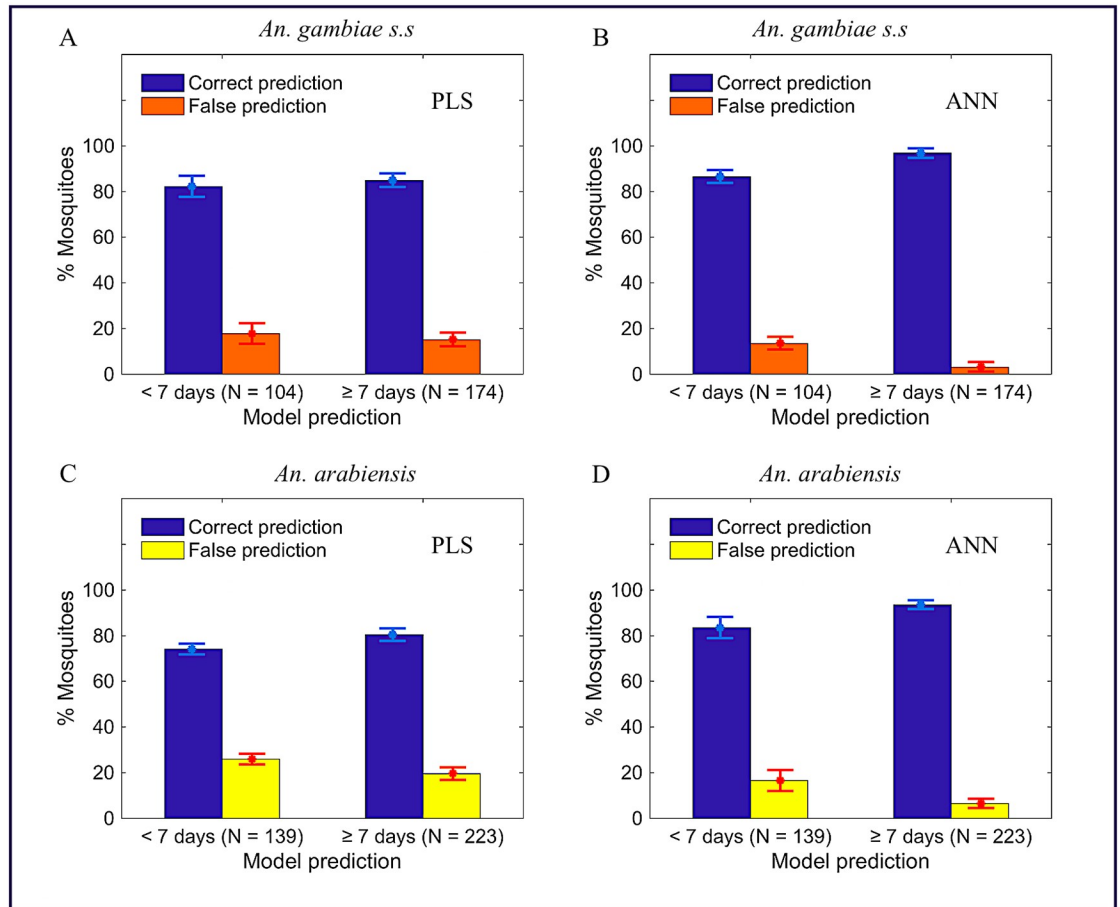 A
An. gambiae s.s
Correct prediction
False prediction
PLS
% Mosquitoes
100
80
60
40
20
0
< 7 days (N = 104)
≥ 7 days (N = 174)
Model prediction
B
An. gambiae s.s
Correct prediction
False prediction
ANN
% Mosquitoes
100
80
60
40
20
0
< 7 days (N = 104)
≥ 7 days (N = 174)
Model prediction
C
An. arabiensis
Correct prediction
False prediction
PLS
% Mosquitoes
100
80
60
40
20
0
< 7 days (N = 139)
≥ 7 days (N = 223)
Model prediction
D
An. arabiensis
Correct prediction
False prediction
ANN
% Mosquitoes
100
80
60
40
20
0
< 7 days (N = 139)
≥ 7 days (N = 223)
Model prediction